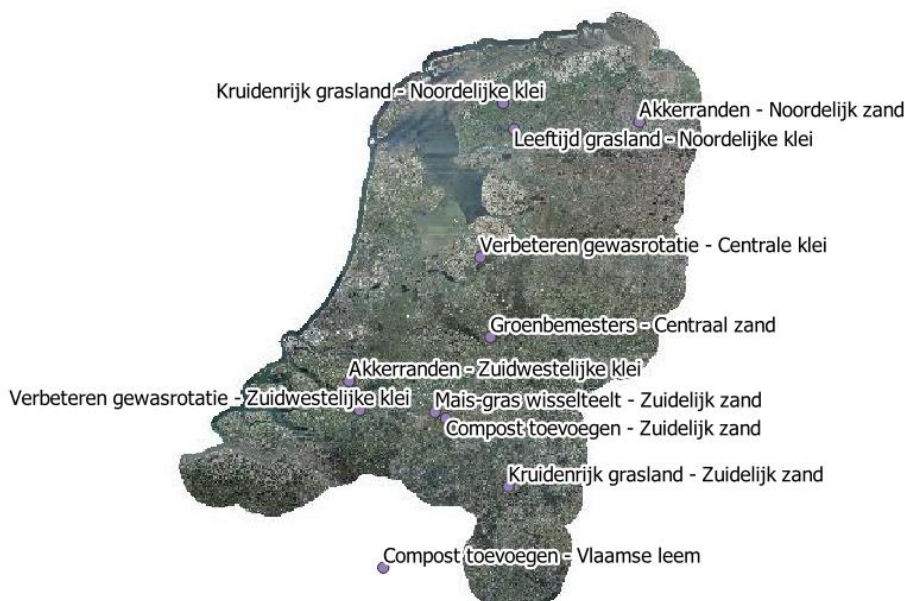 Kruidenrijk grasland - Noordelijke klei
Akkerranden - Noordelijk zand
Leeftijd grasland - Noordelijke klei
Verbeteren gewasrotatie - Centrale klei
Groenbemesters - Centraal zand
Akkerranden - Zuidwestelijke klei
Verbeteren gewasrotatie - Zuidwestelijke klei
Mais-gras wisselteelt - Zuidelijk zand
Compost toevoegen - Zuidelijk zand
Kruidenrijk grasland - Zuidelijk zand
Compost toevoegen - Vlaamse leem